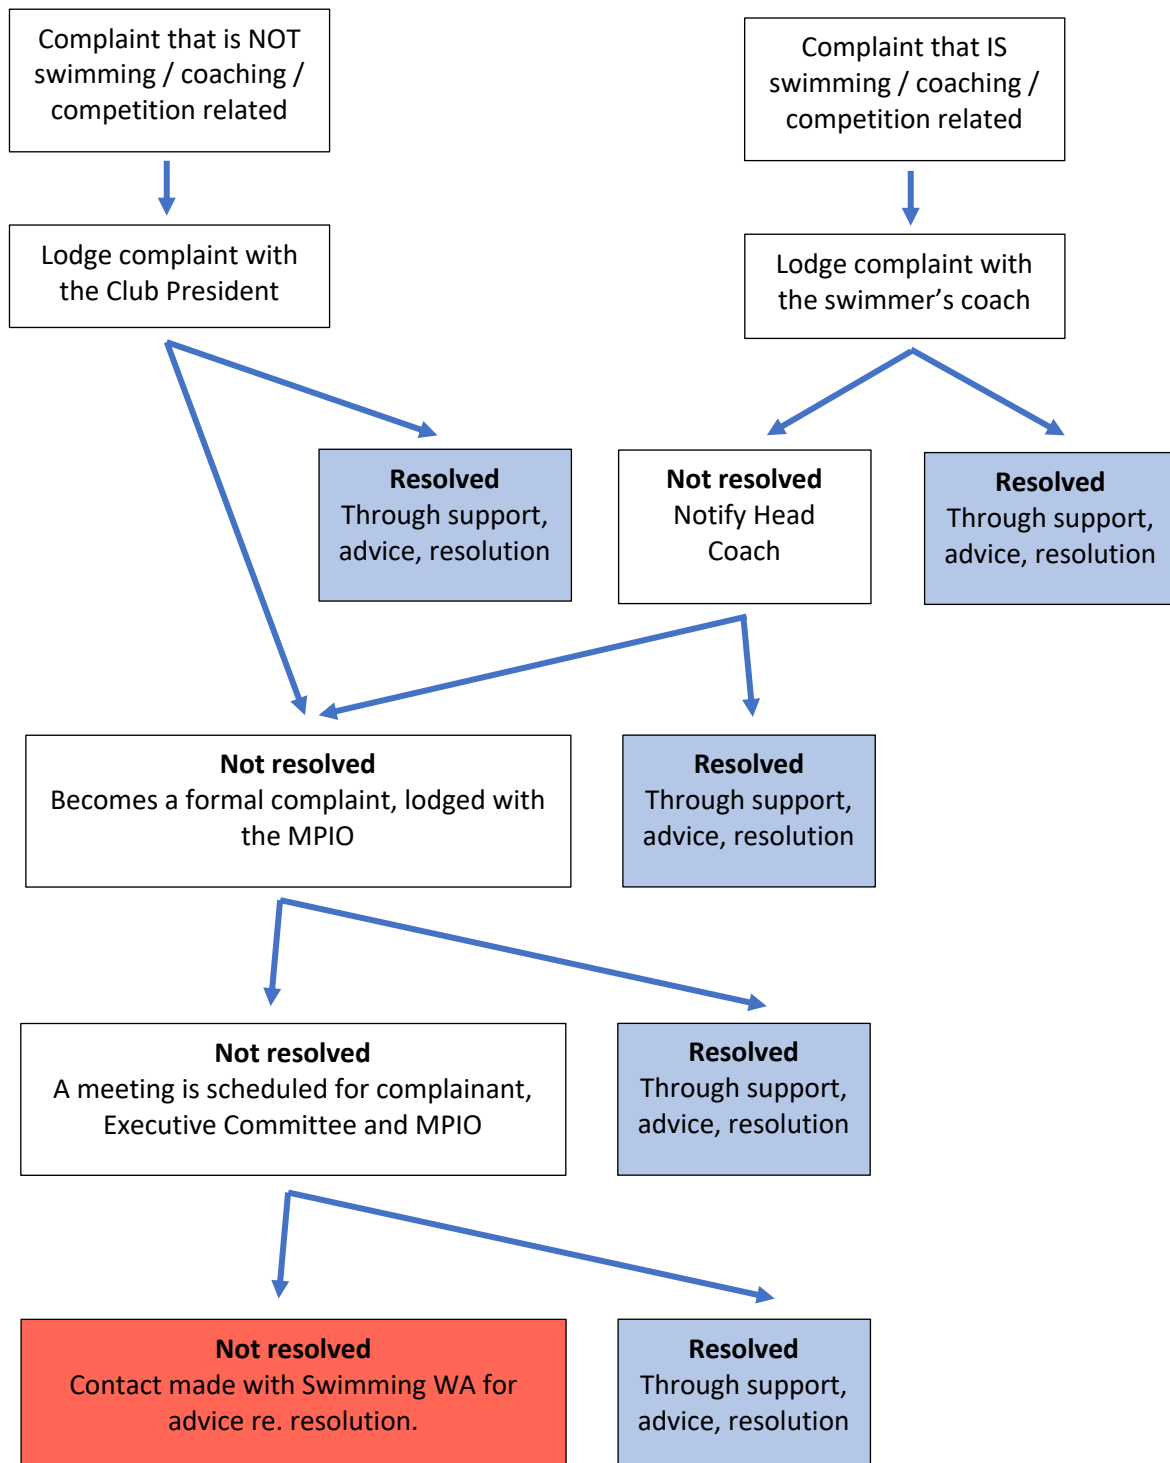 Complaint that is NOT
swimming / coaching /
competition related
Complaint that IS
swimming / coaching /
competition related
Lodge complaint with
the Club President
Lodge complaint with
the swimmer’s coach
Resolved
Through support,
advice, resolution
Not resolved
Notify Head
Coach
Resolved
Through support,
advice, resolution
Not resolved
Becomes a formal complaint, lodged with
the MPIO
Resolved
Through support,
advice, resolution
Not resolved
A meeting is scheduled for complainant,
Executive Committee and MPIO
Resolved
Through support,
advice, resolution
Not resolved
Contact made with Swimming WA for
advice re. resolution.
Resolved
Through support,
advice, resolution